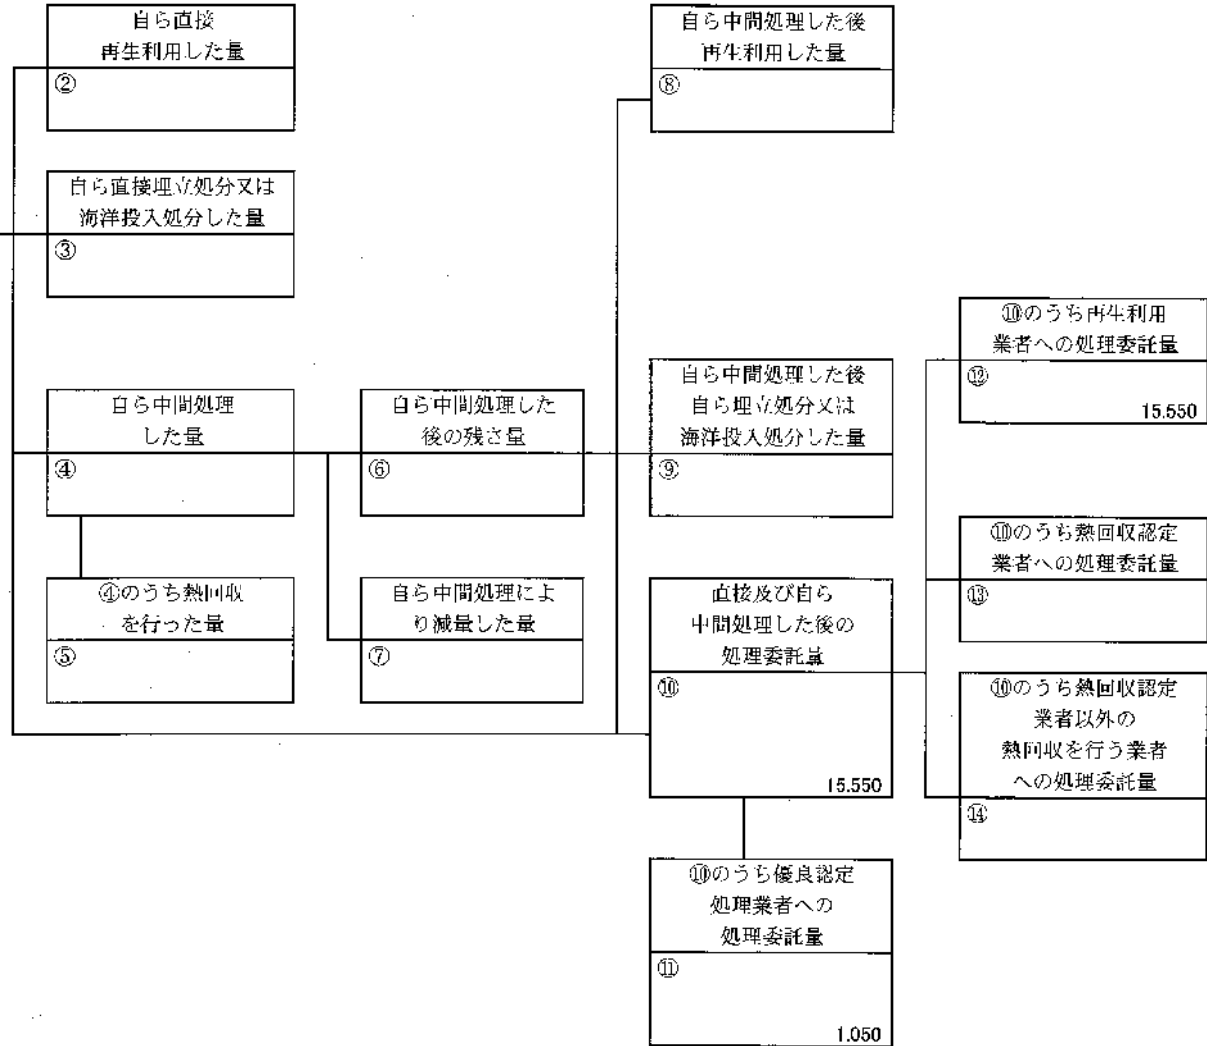 自ら直接
再生利用した量
②
自ら中間処理した後
再生利用した量
⑧
自ら直接埋立処分又は
海洋投入処分した量
③
⑩のうち再生利用
業者への処理委託量
⑫
15.550
自ら中間処理
した量
④
自ら中間処理した
後の残さ量
⑥
自ら中間処理した後
自ら埋立処分又は
海洋投入処分した量
⑨
⑩のうち熱回収認定
業者への処理委託量
⑬
④のうち熱回収
を行った量
⑤
自ら中間処理によ
り減量した量
⑦
直接及び自ら
中間処理した後の
処理委託量
⑩
15.550
⑩のうち熱回収認定
業者以外の
熱回収を行う業者
への処理委託量
⑭
⑩のうち優良認定
処理業者への
処理委託量
⑪
1.050